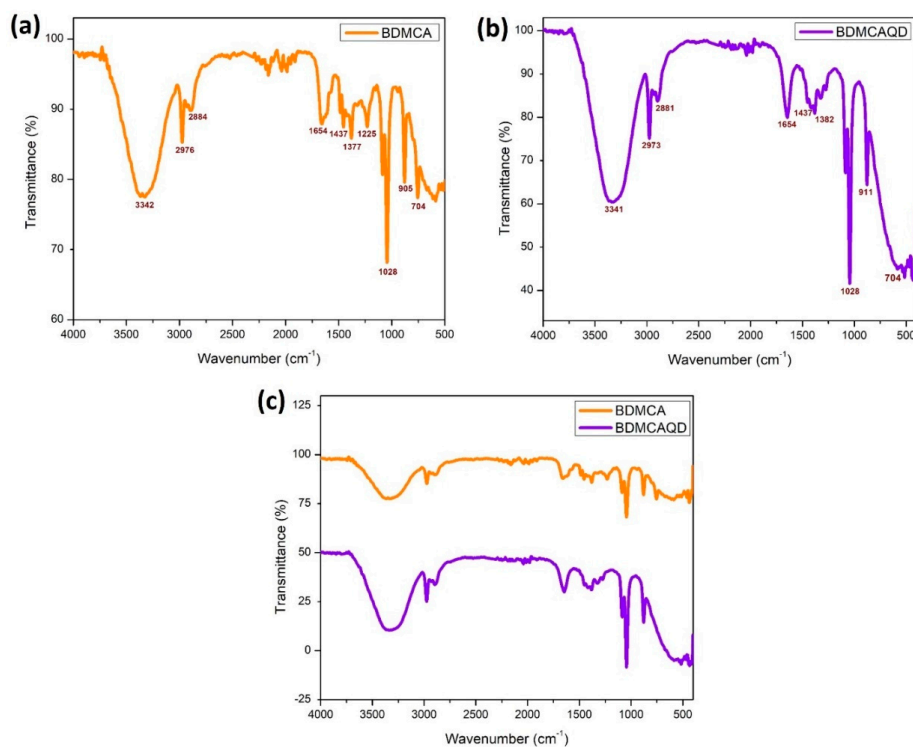 (a)
BDMCA
100
90
80
70
60
Transmittance (%)
2884
2976
3342
1654
1437
1377
1225
1028
905
704
4000 3500 3000 2500 2000 1500 1000 500
Wavenumber (cm-1)
(b)
BDMCAQD
100
90
80
70
60
50
40
Transmittance (%)
2881
2973
3341
1654
1437
1382
1028
911
704
4000 3500 3000 2500 2000 1500 1000 500
Wavenumber (cm-1)
(c)
BDMCA
BDMCAQD
125
100
75
50
25
0
-25
Transmittance (%)
4000 3500 3000 2500 2000 1500 1000 500
Wavenumber (cm-1)